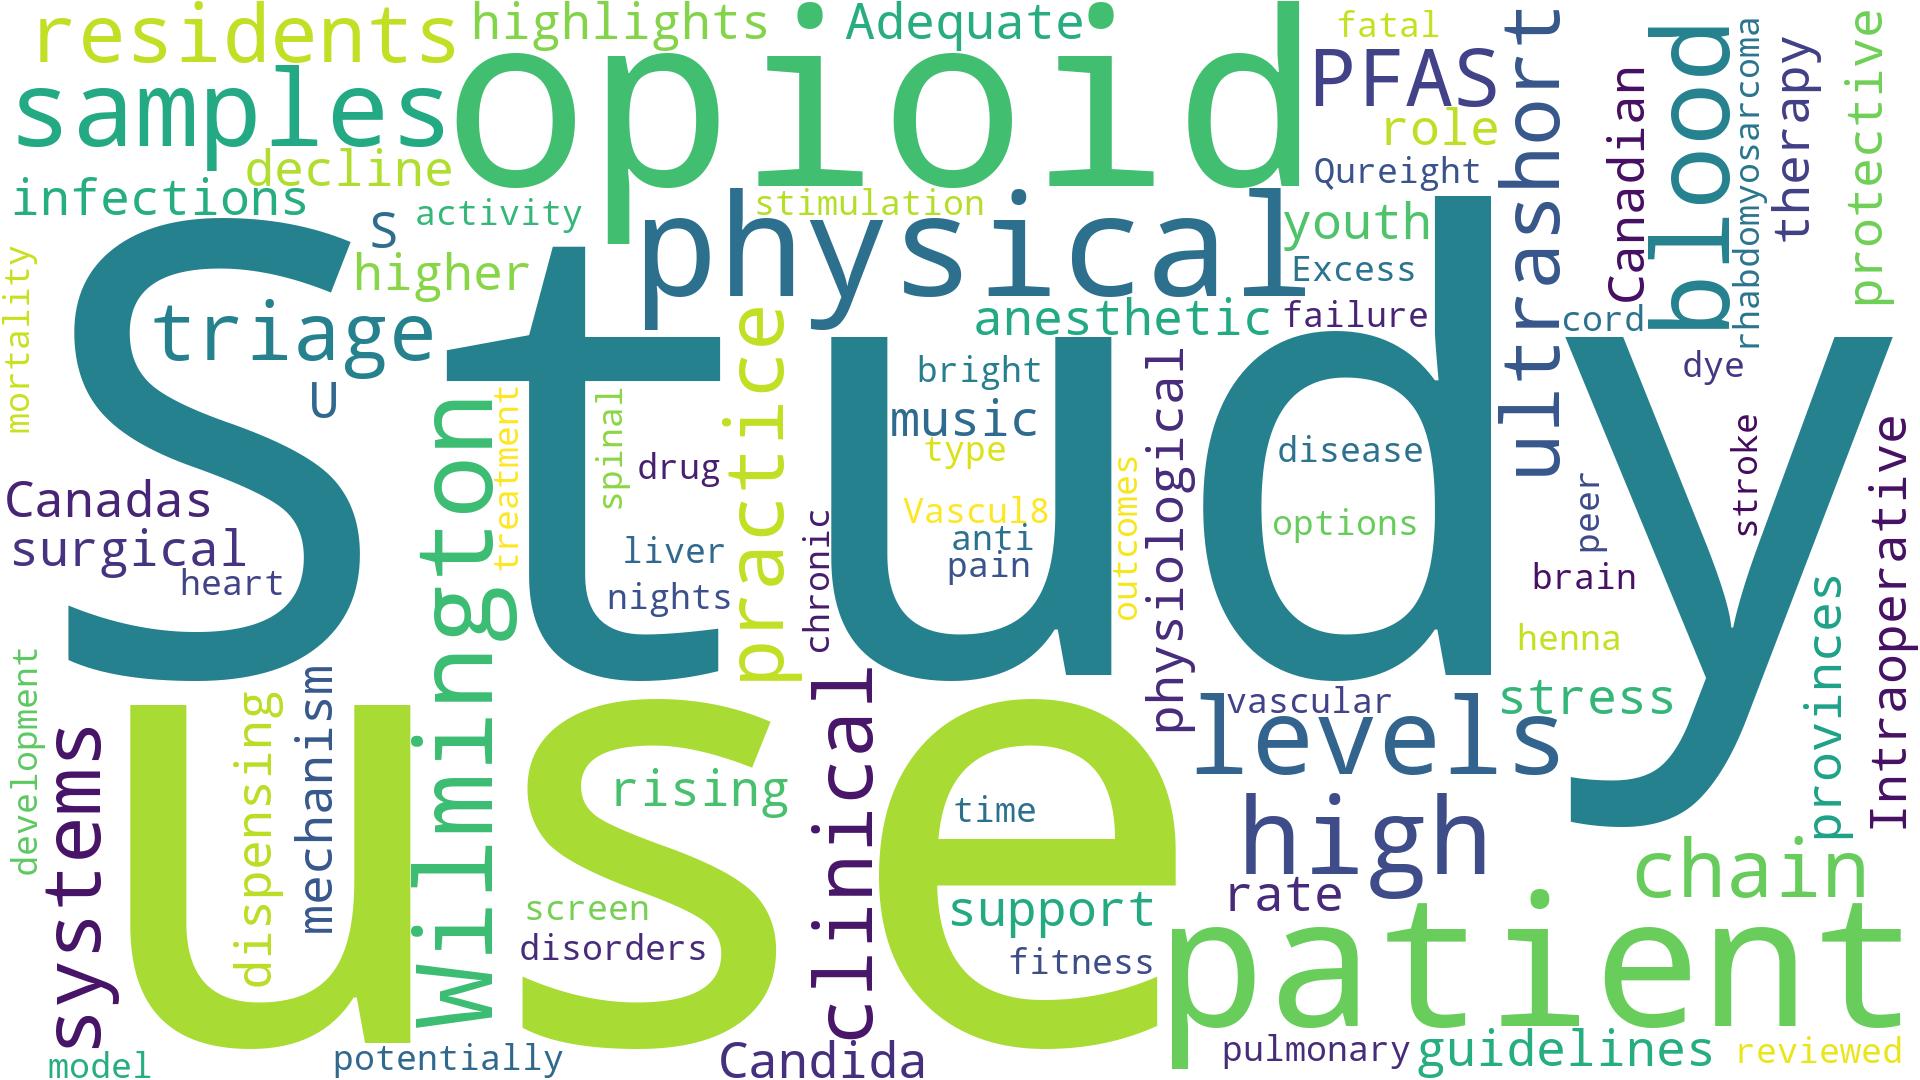 residents
highlights
Adequate
fatal
opioid
samples
PFAS
role
ultrashort
blood
Canadian
rhabdomyosarcoma
therapy
protective
decline
infections
Qureight
S
activity
stimulation
physical
youth
higher
Excess
mortality
triage
anesthetic
failure
cord
Study
U
practice
bright
dye
music
type
physiological
disease
treatment
spinal
drug
Canadas
surgical
heart
Wilmington
liver
nights
chronic
Vascul8
anti
pain
outcomes
options
peer
stroke
brain
Intraoperative
henna
provinces
development
systems
dispensing
mechanism
use
clinical
vascular
levels
stress
rising
time
high
chain
screen
disorders
support
fitness
rate
patient
model
potentially
Candida
pulmonary
guidelines
reviewed